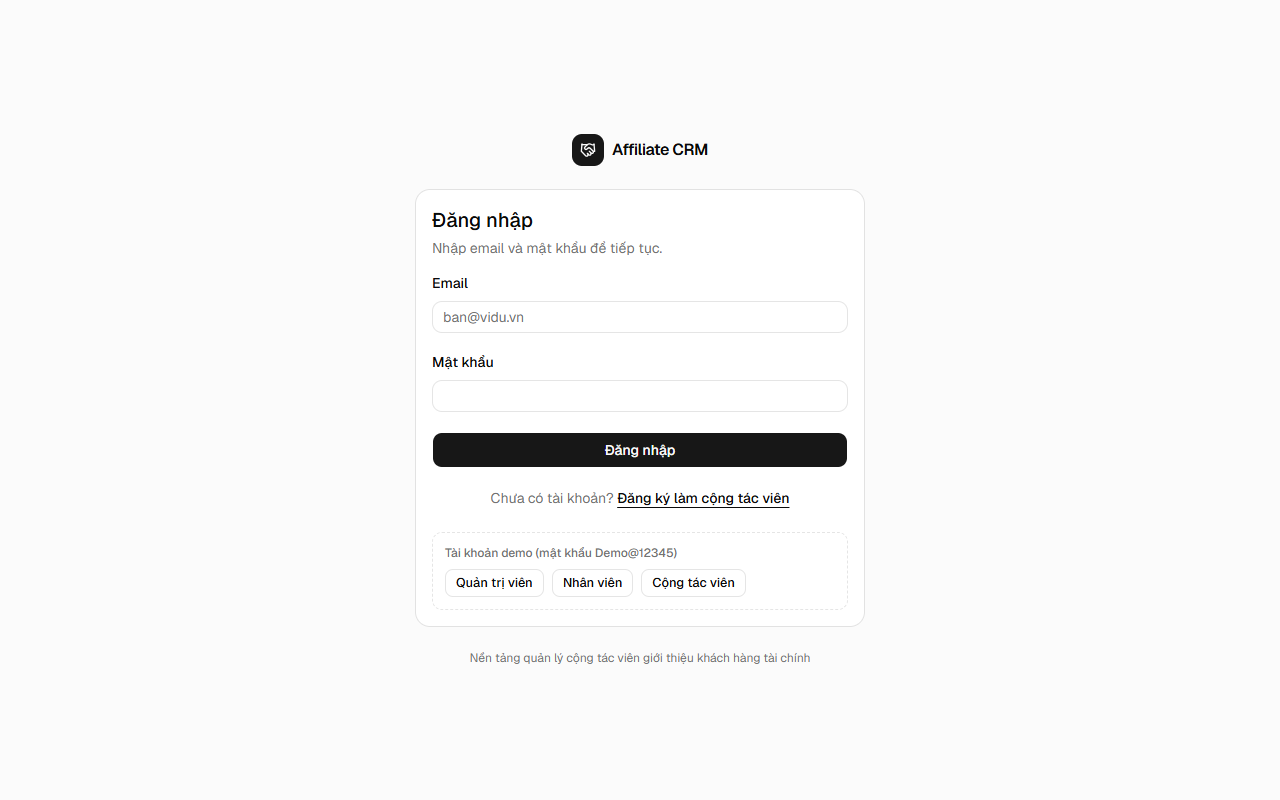 Affiliate CRM
Đăng nhập
Nhập email và mật khẩu để tiếp tục.
Email
ban@vidu.vn
Mật khẩu
Đăng nhập
Chưa có tài khoản? Đăng ký làm cộng tác viên
Tài khoản demo (mật khẩu Demo@12345)
Quản trị viên Nhân viên Cộng tác viên
Nền tảng quản lý cộng tác viên giới thiệu khách hàng tài chính